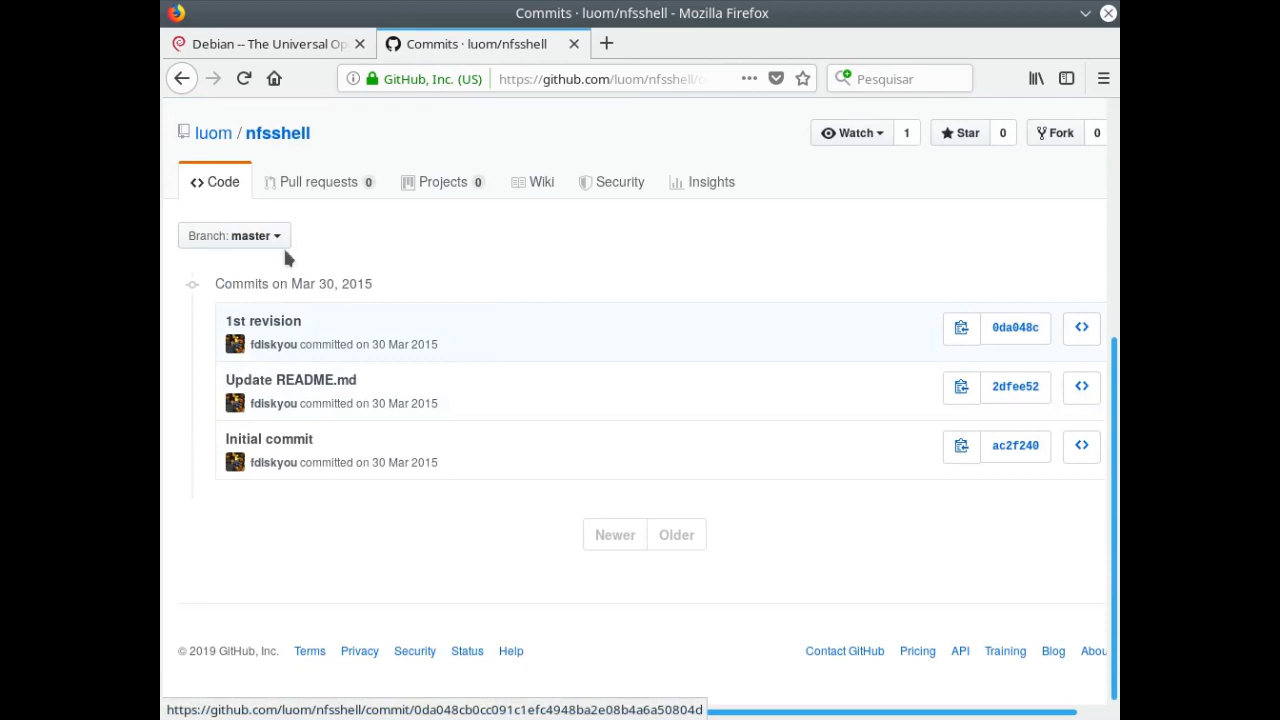 Commits · luom/nfsshell - Mozilla Firefox
Debian -- The Universal Op
Commits · luom/nfsshell
GitHub, Inc. (US)
https://github.com/luom/nfsshell/c
Pesquisar
luom / nfsshell
Watch 1
Star 0
Fork 0
Code
Pull requests 0
Projects 0
Wiki
Security
Insights
Branch: master
Commits on Mar 30, 2015
1st revision
0da048c
fdiskyou committed on 30 Mar 2015
Update README.md
2dfee52
fdiskyou committed on 30 Mar 2015
Initial commit
ac2f240
fdiskyou committed on 30 Mar 2015
Newer Older
© 2019 GitHub, Inc. Terms Privacy Security Status Help Contact GitHub Pricing API Training Blog Abou
https://github.com/luom/nfsshell/commit/0da048cb0cc091c1efc4948ba2e08b4a6a50804d